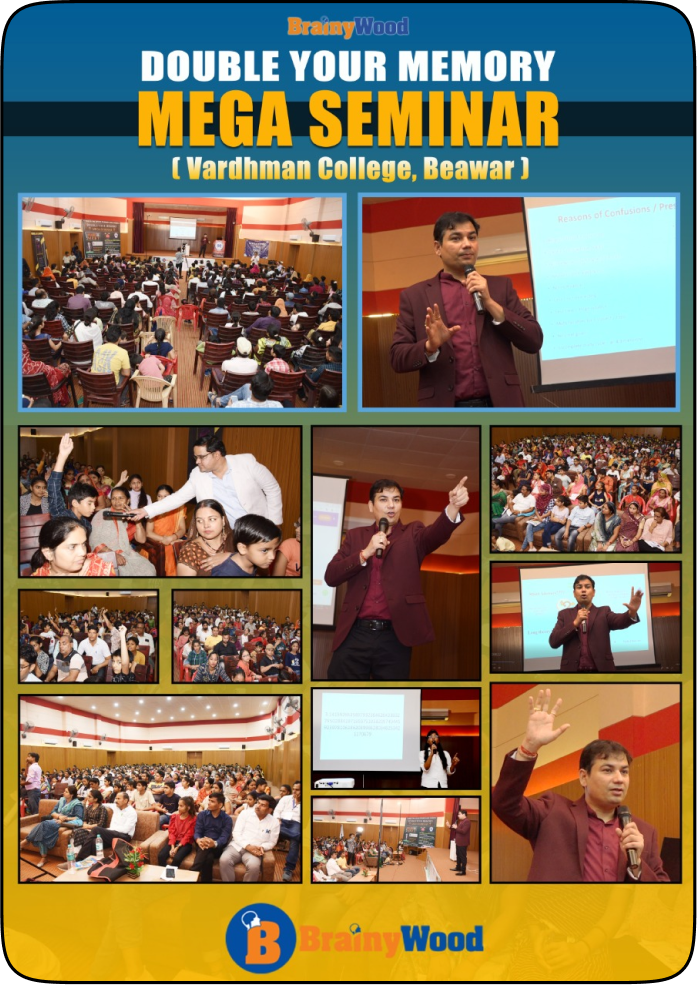 BrainyWood
DOUBLE YOUR MEMORY
MEGA SEMINAR
( Vardhman College, Beawar )
Reasons of Confusions / Pre
B BrainyWood